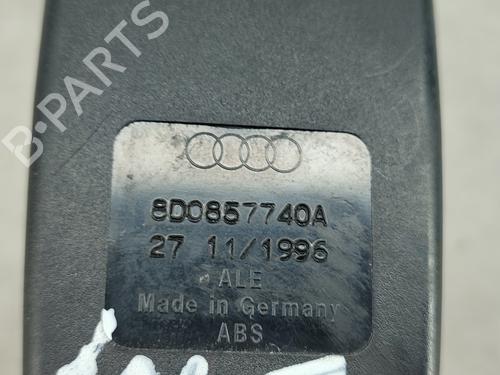 B-PARTS
8D0857740A
27 11/1996
ALE
Made in Germany
ABS